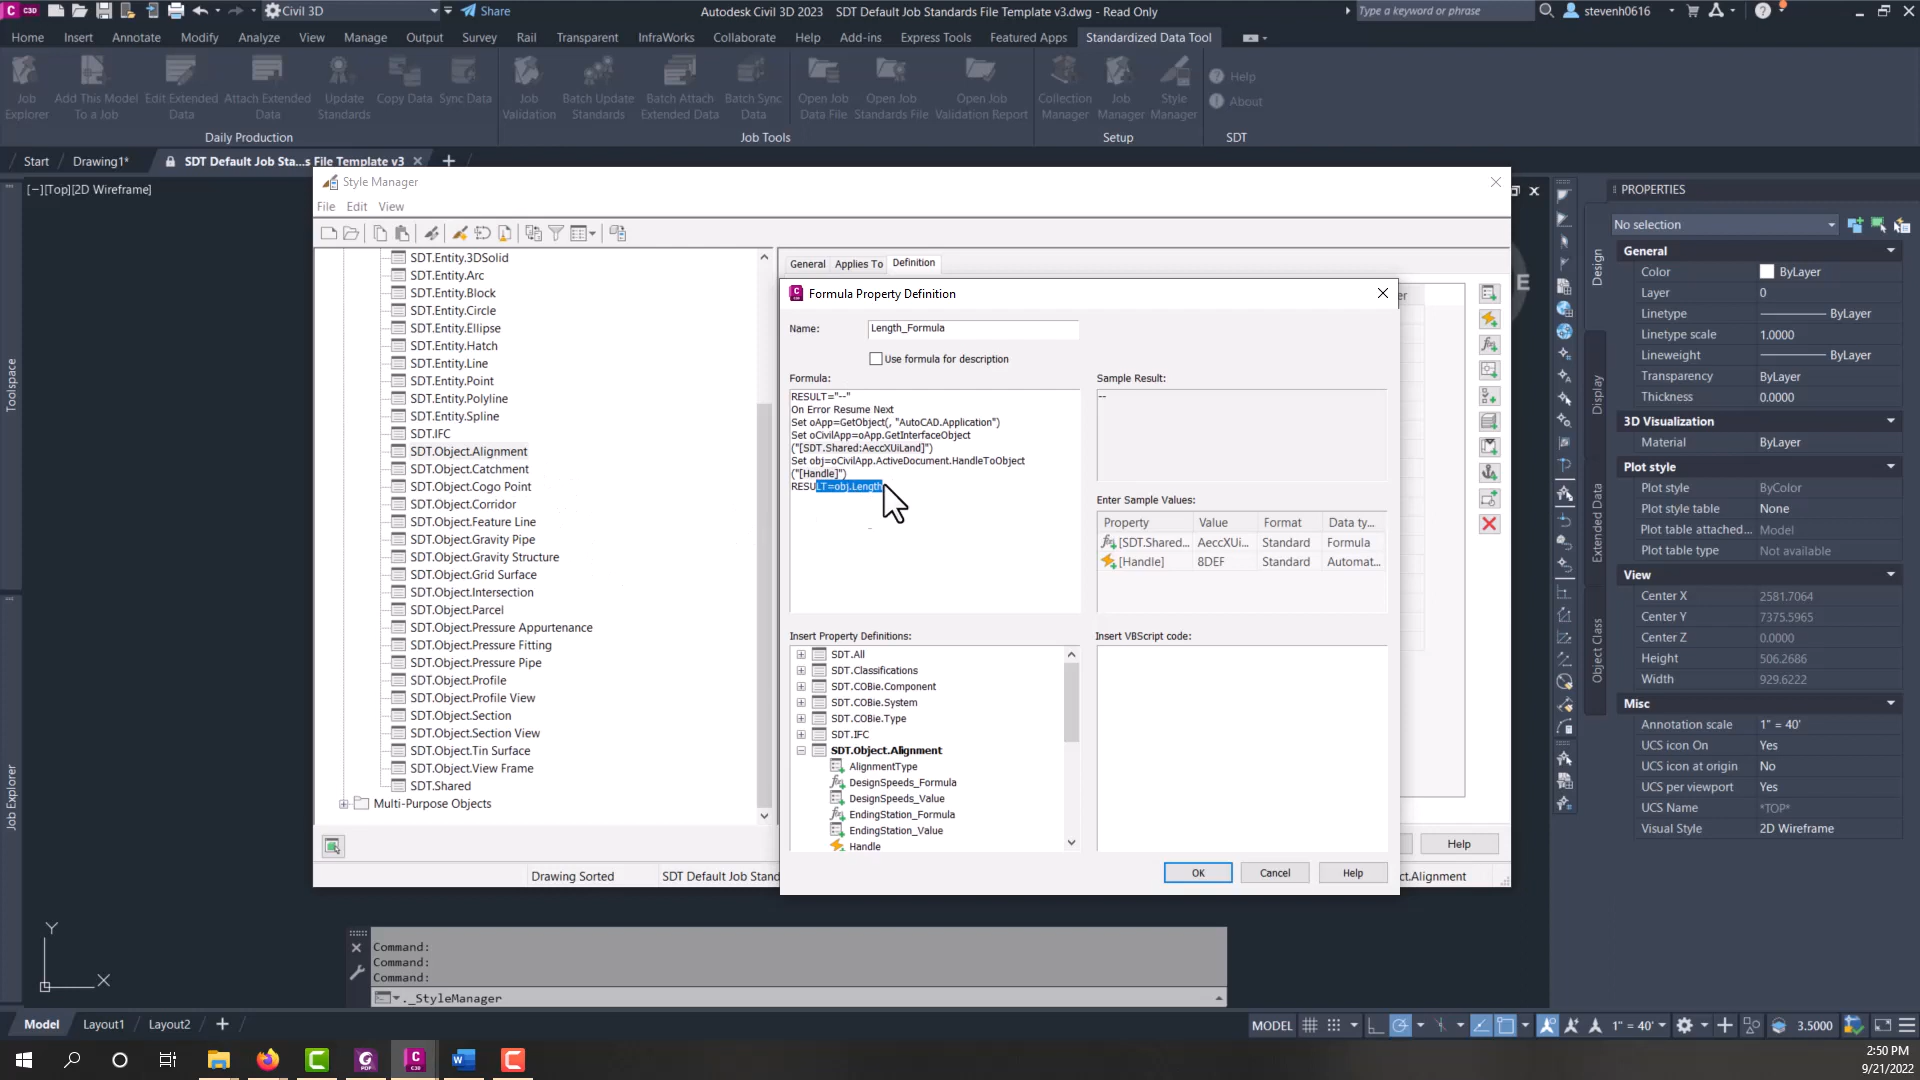 C3D
Civil 3D
Share
Autodesk Civil 3D 2023 SDT Default Job Standards File Template v3.dwg - Read Only
Type a keyword or phrase
stevenh0616
Home Insert Annotate Modify Analyze View Manage Output Survey Rail Transparent InfraWorks Collaborate Help Add-ins Express Tools Featured Apps Standardized Data Tool
Job Explorer
Add This Model To a Job
Edit Extended Data
Attach Extended Data
Update Standards
Copy Data
Sync Data
Job Validation
Batch Update Standards
Batch Attach Extended Data
Batch Sync Data
Open Job Data File
Open Job Standards File
Open Job Validation Report
Collection Manager
Job Manager
Style Manager
Help
About
Daily Production
Job Tools
Setup
SDT
Start
Drawing1*
SDT Default Job Sta...s File Template v3
[−][Top][2D Wireframe]
Toolspace
Job Explorer
Style Manager
File Edit View
SDT.Entity.3DSolid
SDT.Entity.Arc
SDT.Entity.Block
SDT.Entity.Circle
SDT.Entity.Ellipse
SDT.Entity.Hatch
SDT.Entity.Line
SDT.Entity.Point
SDT.Entity.Polyline
SDT.Entity.Spline
SDT.IFC
SDT.Object.Alignment
SDT.Object.Catchment
SDT.Object.Cogo Point
SDT.Object.Corridor
SDT.Object.Feature Line
SDT.Object.Gravity Pipe
SDT.Object.Gravity Structure
SDT.Object.Grid Surface
SDT.Object.Intersection
SDT.Object.Parcel
SDT.Object.Pressure Appurtenance
SDT.Object.Pressure Fitting
SDT.Object.Pressure Pipe
SDT.Object.Profile
SDT.Object.Profile View
SDT.Object.Section
SDT.Object.Section View
SDT.Object.Tin Surface
SDT.Object.View Frame
SDT.Shared
Multi-Purpose Objects
Drawing Sorted
SDT Default Job Stand
General Applies To Definition
er
E
Formula Property Definition
Name:
Length_Formula
Use formula for description
Formula:
RESULT="--"
On Error Resume Next
Set oApp=GetObject(, "AutoCAD.Application")
Set oCivilApp=oApp.GetInterfaceObject
("[SDT.Shared:AeccXUiLand]")
Set obj=oCivilApp.ActiveDocument.HandleToObject
("[Handle]")
RESULT=obj.Length
Sample Result:
--
Enter Sample Values:
Property Value Format Data ty...
[SDT.Shared... AeccXUi... Standard Formula
[Handle] 8DEF Standard Automat...
Insert Property Definitions:
SDT.All
SDT.Classifications
SDT.COBie.Component
SDT.COBie.System
SDT.COBie.Type
SDT.IFC
SDT.Object.Alignment
AlignmentType
DesignSpeeds_Formula
DesignSpeeds_Value
EndingStation_Formula
EndingStation_Value
Handle
Insert VBScript code:
OK Cancel Help
Help
ct.Alignment
PROPERTIES
No selection
Design
Display
Extended Data
Object Class
General
Color ByLayer
Layer 0
Linetype ByLayer
Linetype scale 1.0000
Lineweight ByLayer
Transparency ByLayer
Thickness 0.0000
3D Visualization
Material ByLayer
Plot style
Plot style ByColor
Plot style table None
Plot table attached... Model
Plot table type Not available
View
Center X 2581.7064
Center Y 7375.5965
Center Z 0.0000
Height 506.2686
Width 929.6222
Misc
Annotation scale 1" = 40'
UCS icon On Yes
UCS icon at origin No
UCS per viewport Yes
UCS Name *TOP*
Visual Style 2D Wireframe
Y
X
Command:
Command:
Command:
._StyleManager
Model Layout1 Layout2
MODEL
1" = 40'
3.5000
2:50 PM
9/21/2022